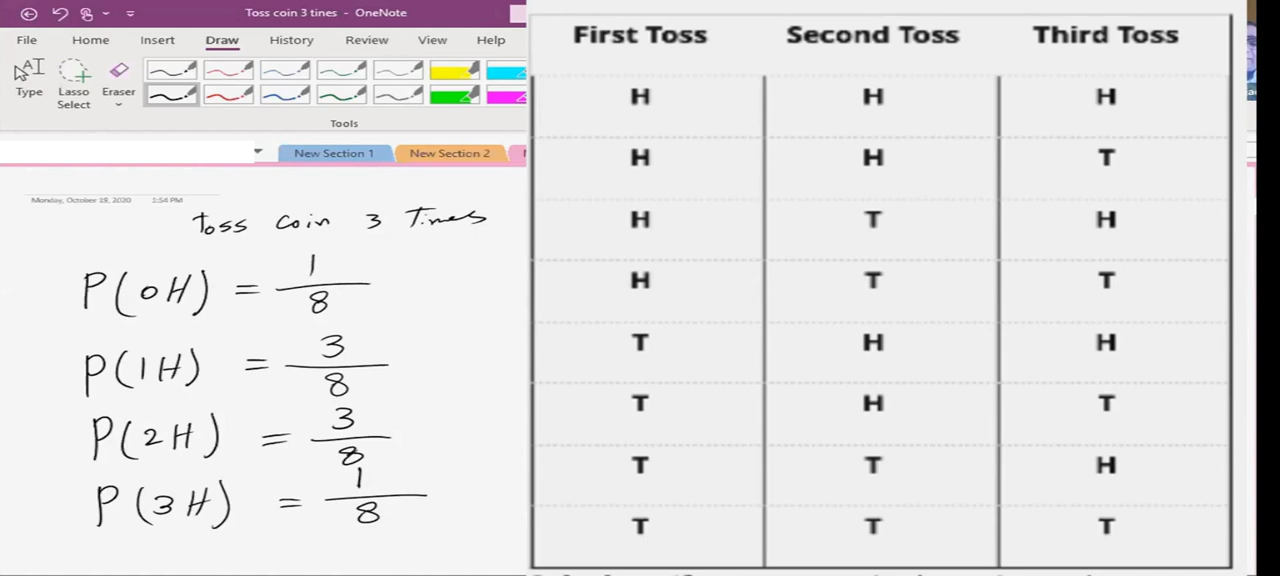 Toss coin 3 tines - OneNote
File Home Insert Draw History Review View Help
Type Lasso Select Eraser
Tools
New Section 1 New Section 2
Monday, October 19, 2020 1:54 PM
Toss coin 3 Times
P(0H) = 1/8
P(1H) = 3/8
P(2H) = 3/8
P(3H) = 1/8
First Toss Second Toss Third Toss
H H H
H H T
H T H
H T T
T H H
T H T
T T H
T T T